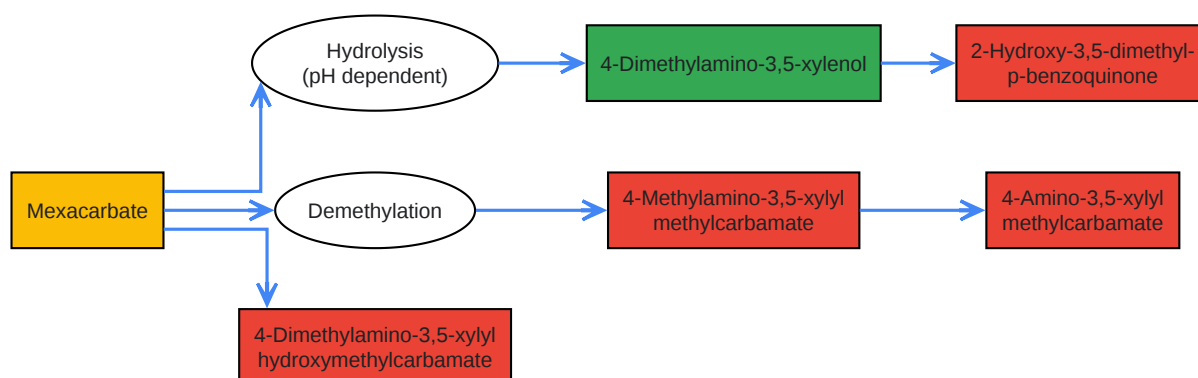 Hydrolysis
(pH dependent)
4-Dimethylamino-3,5-xylenol
2-Hydroxy-3,5-dimethyl-
p-benzoquinone
Mexacarbate
Demethylation
4-Methylamino-3,5-xylyl
methylcarbamate
4-Amino-3,5-xylyl
methylcarbamate
4-Dimethylamino-3,5-xylyl
hydroxymethylcarbamate